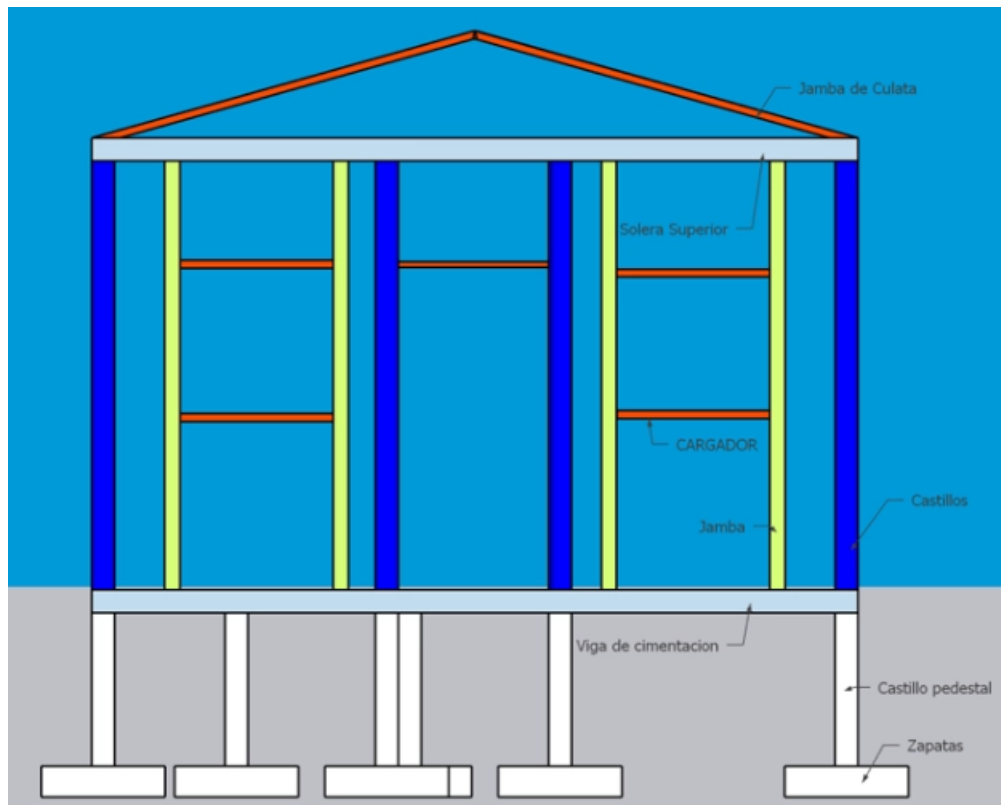 Jamba de Culata
Solera Superior
CARGADOR
Castillos
Jamba
Viga de cimentacion
Castillo pedestal
Zapatas